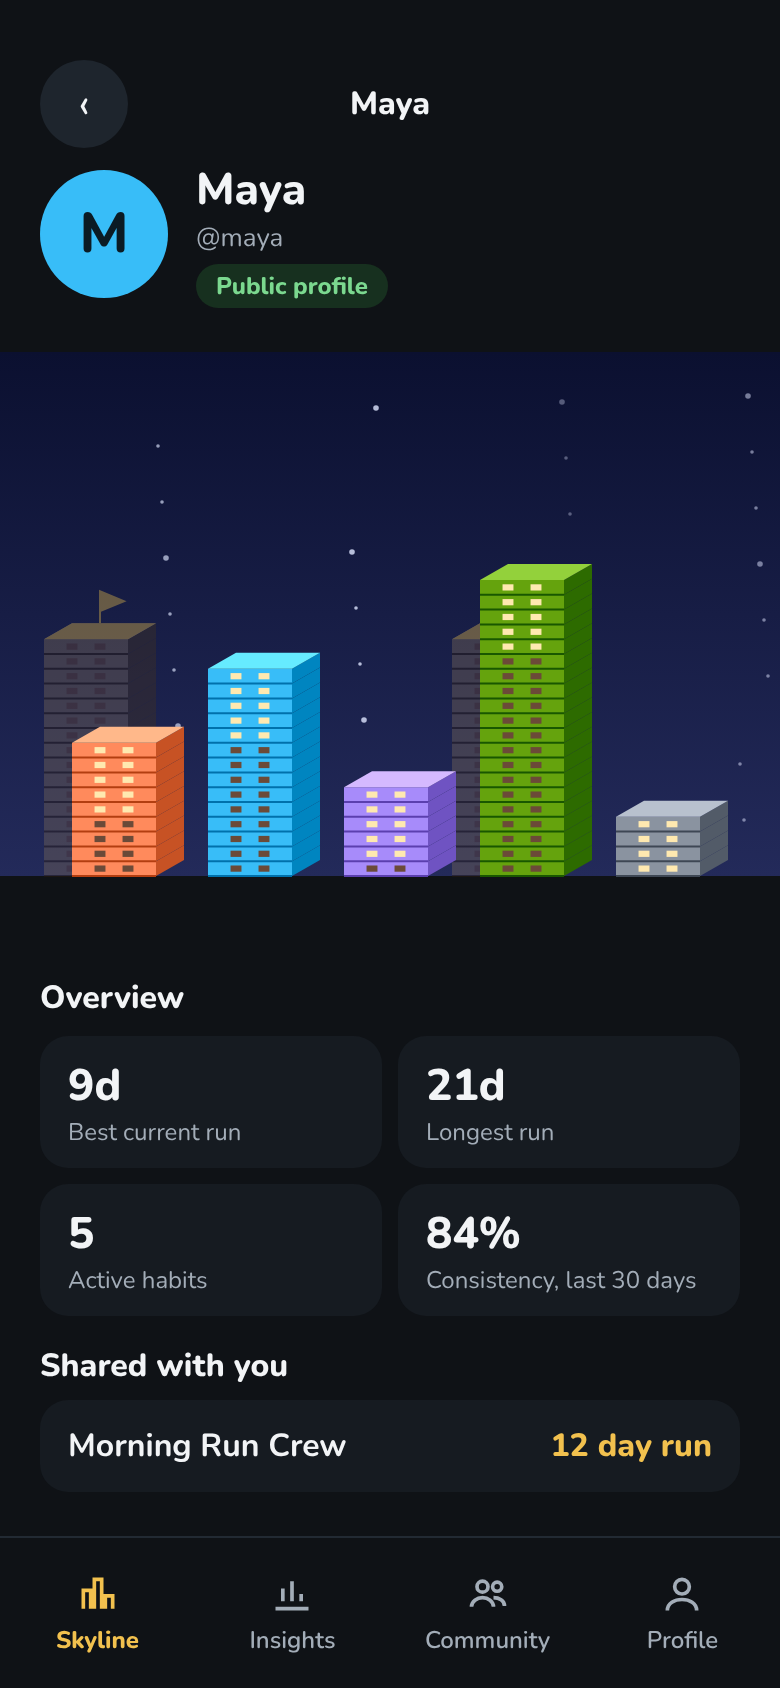 ‹
Maya
M
Maya
@maya
Public profile
Overview
9d
Best current run
21d
Longest run
5
Active habits
84%
Consistency, last 30 days
Shared with you
Morning Run Crew
12 day run
Skyline
Insights
Community
Profile